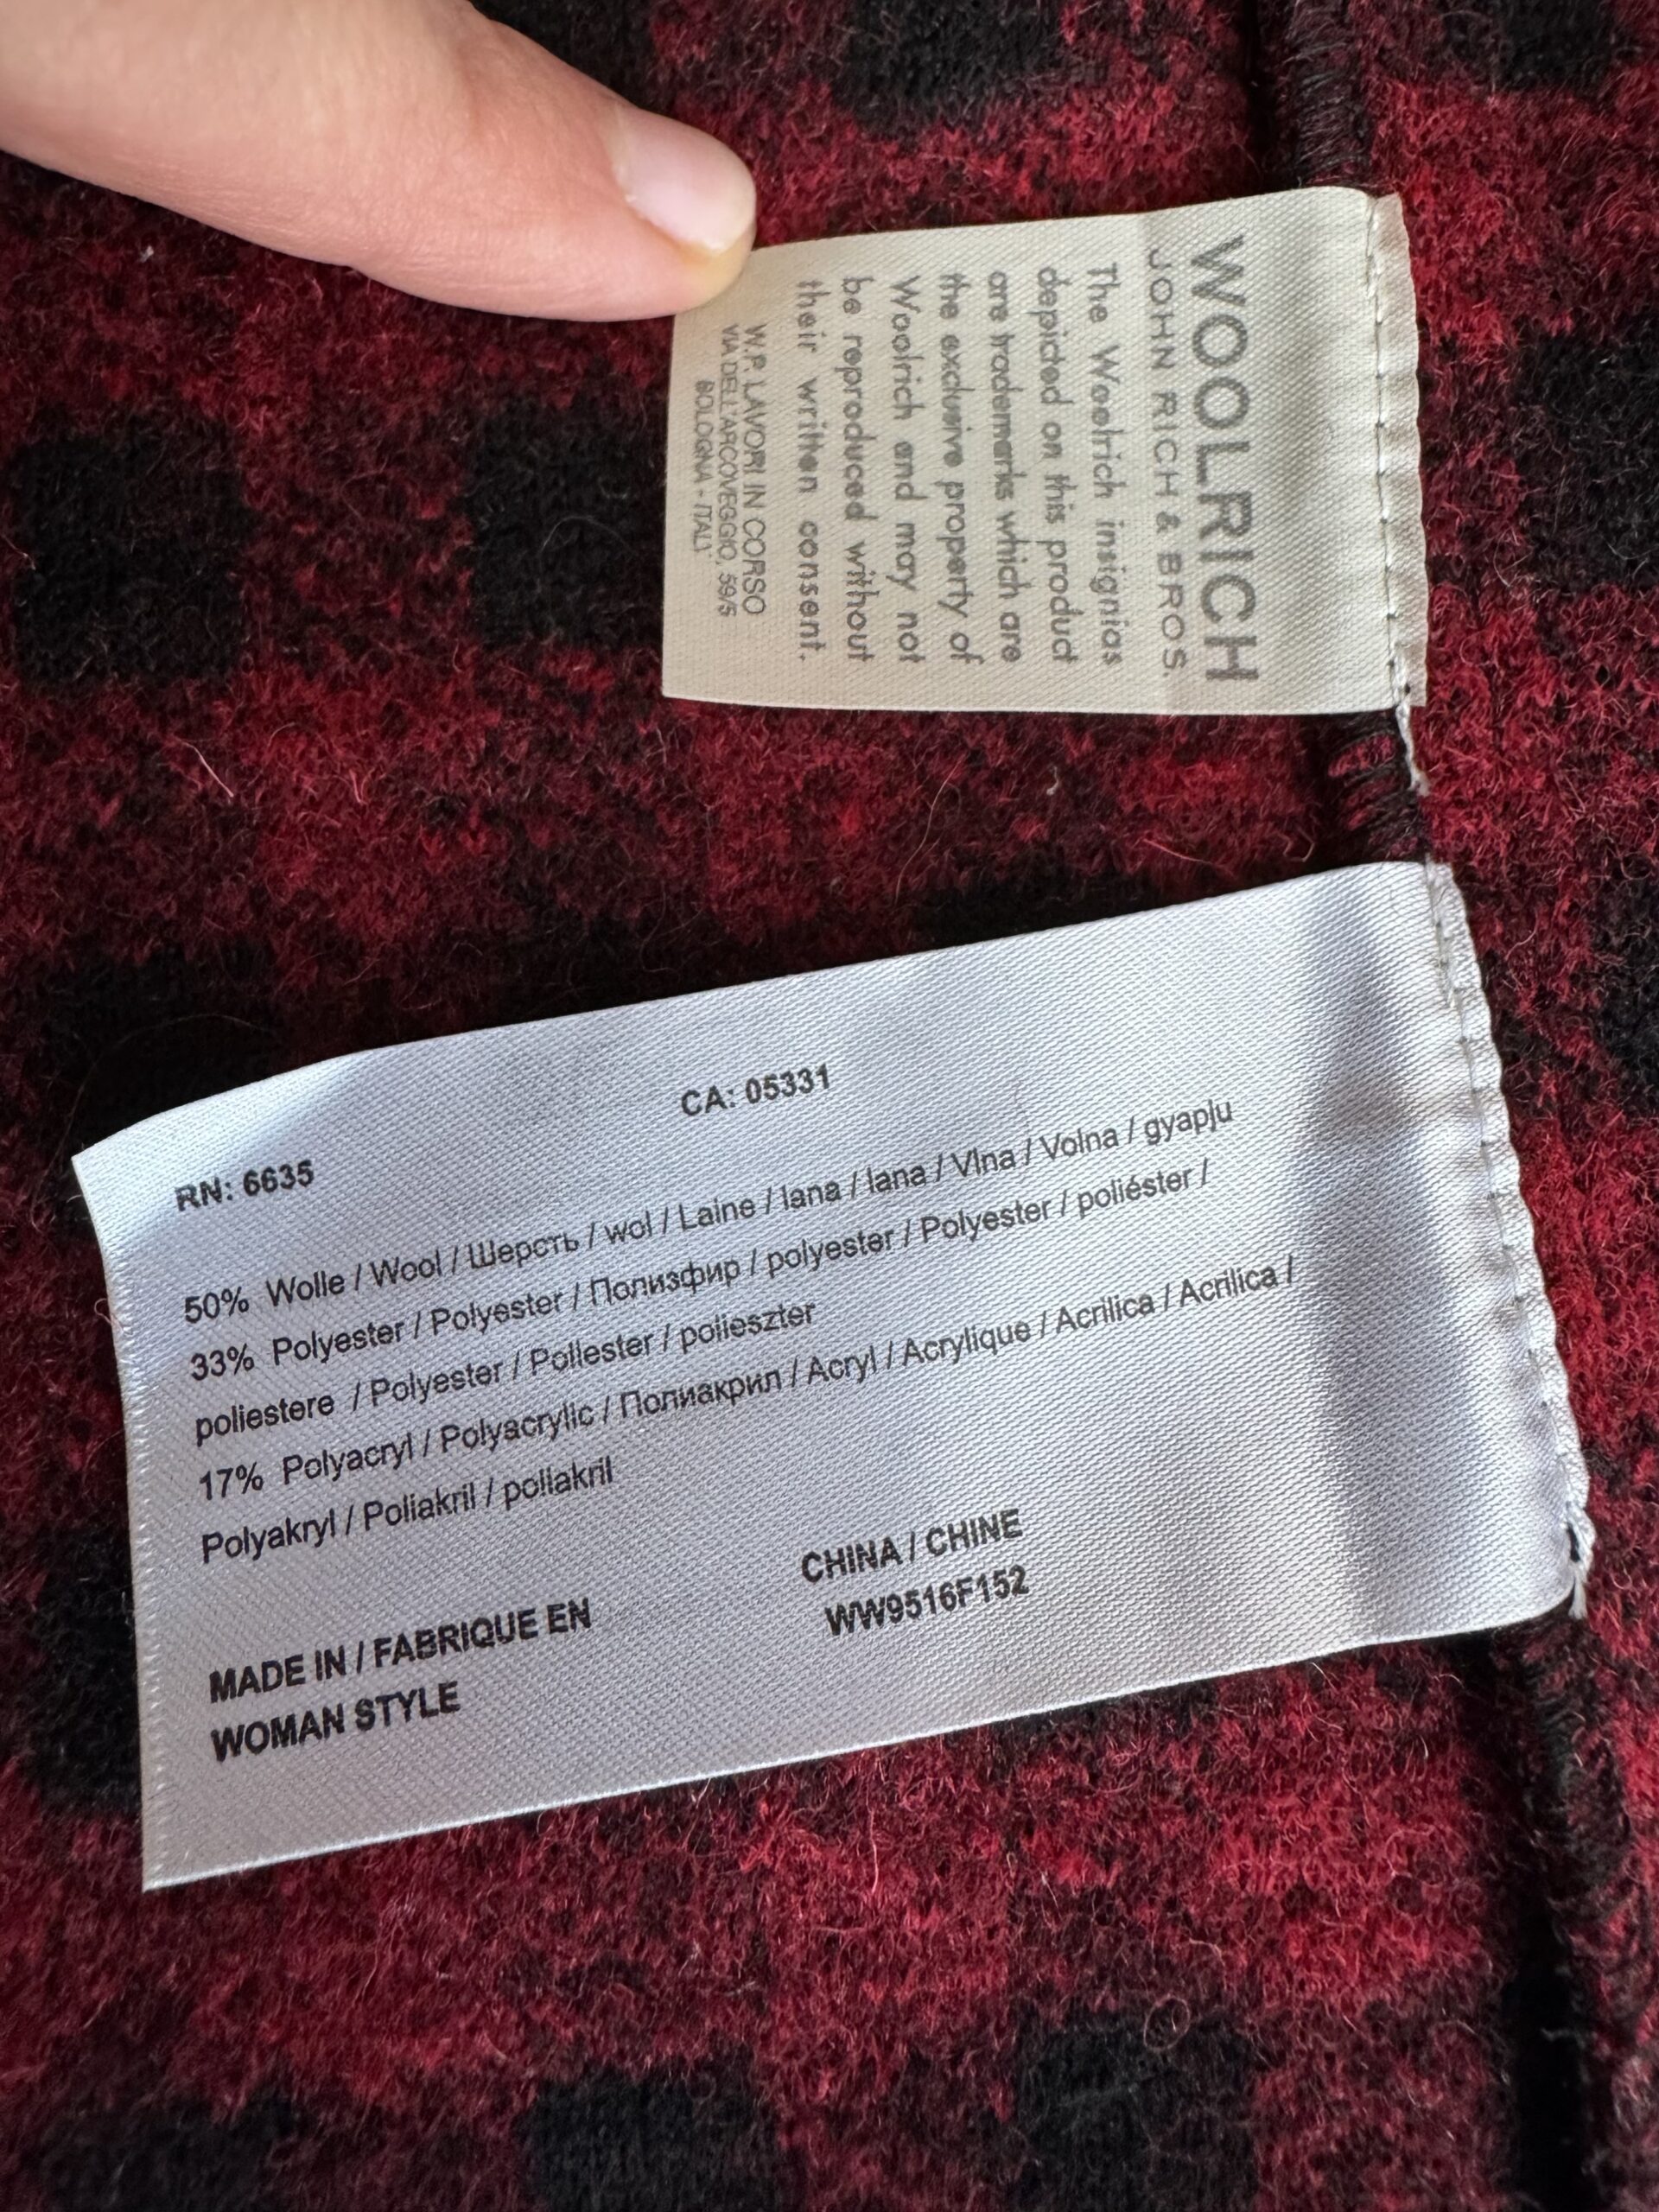 WOOLRICH
JOHN RICH & BROS.
The Woolrich insignias
depicted on this product
are trademarks which are
the exclusive property of
Woolrich and may not
be reproduced without
their written consent.
W.P. LAVORI IN CORSO
VIA DELL'ARCOVEGGIO, 59/5
BOLOGNA - ITALY
RN: 6635 CA: 05331
50% Wolle / Wool / Шерсть / wol / Laine / lana / lana / Vlna / Volna / gyapju
33% Polyester / Polyester / Полизфир / polyester / Polyester / poliéster /
poliestere / Polyester / Poliester / polieszter
17% Polyacryl / Polyacrylic / Полиакрил / Acryl / Acrylique / Acrilica / Acrilica /
Polyakryl / Poliakril / poliakril
MADE IN / FABRIQUE EN CHINA / CHINE
WOMAN STYLE WW9516F152